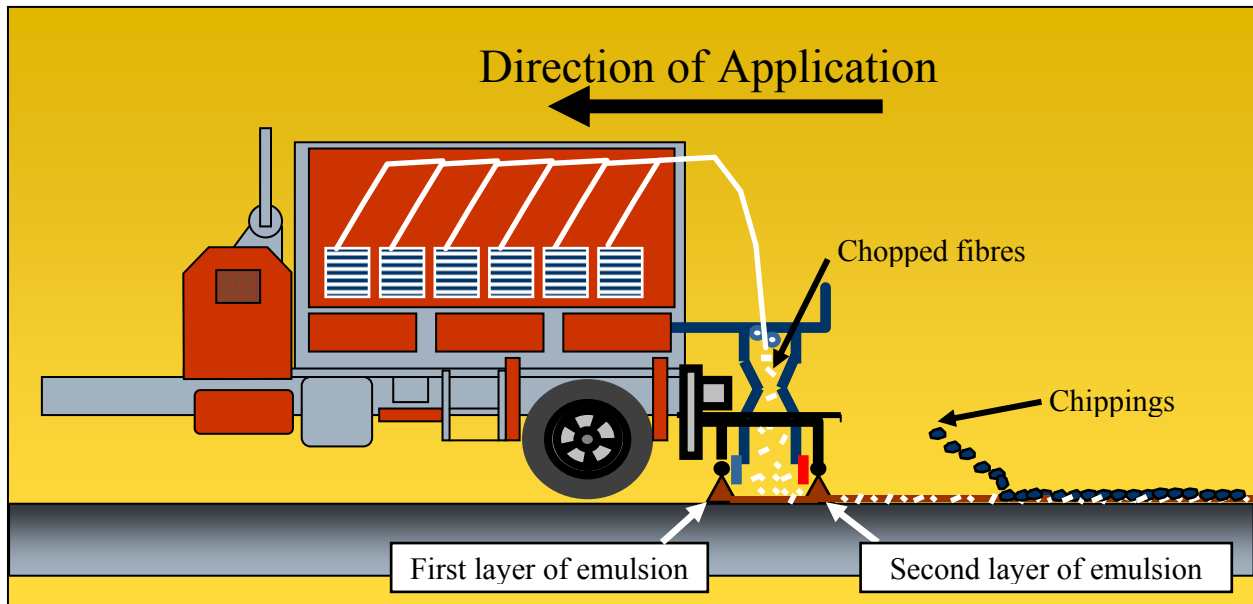 Direction of Application
Chopped fibres
Chippings
First layer of emulsion
Second layer of emulsion